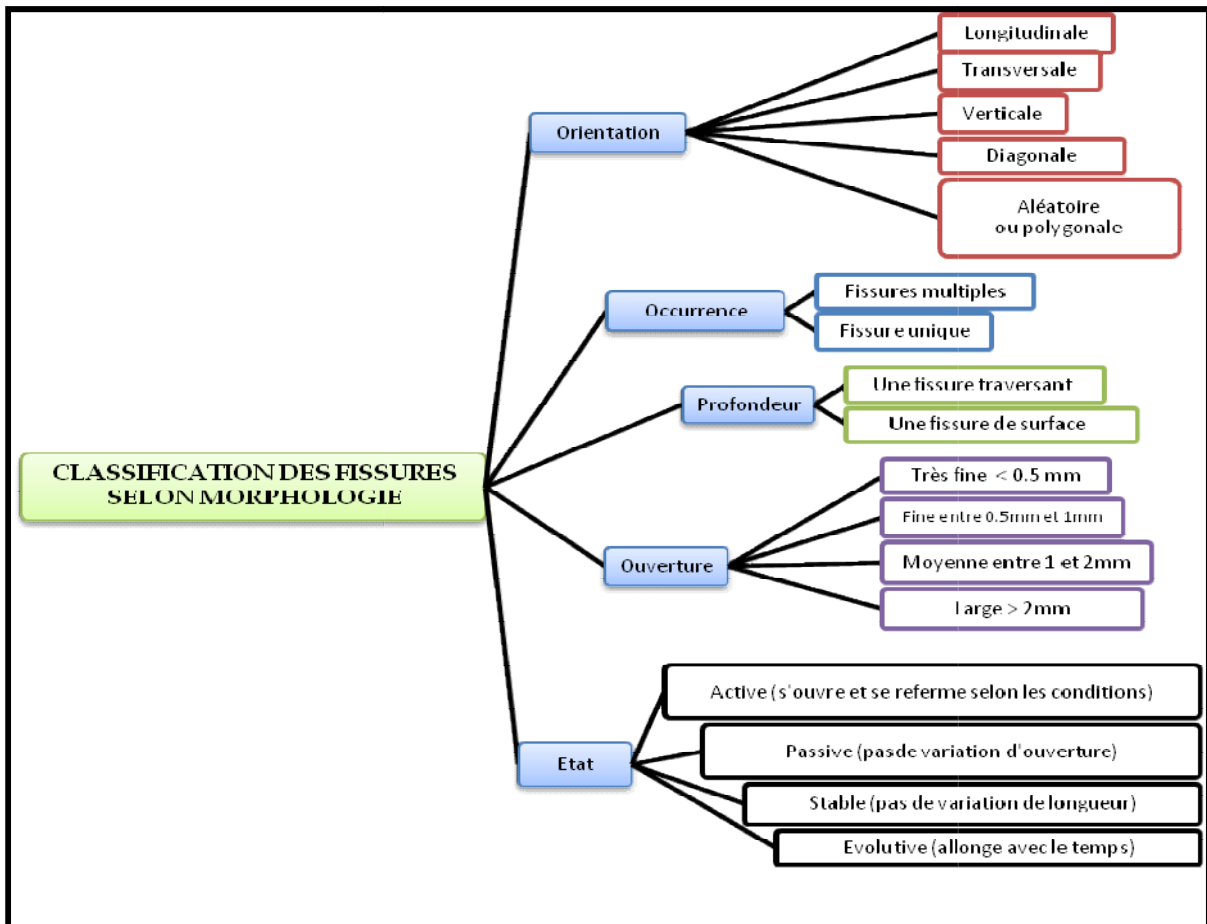 Longitudinale
Transversale
Orientation
Verticale
Diagonale
Aléatoire
ou polygonale
Occurrence
Fissures multiples
Fissure unique
Profondeur
Une fissure traversant
Une fissure de surface
CLASSIFICATION DES FISSURES
SELON MORPHOLOGIE
Ouverture
Très fine < 0.5 mm
Fine entre 0.5mm et 1mm
Moyenne entre 1 et 2mm
Large > 2mm
Etat
Active (s'ouvre et se referme selon les conditions)
Passive (pasde variation d'ouverture)
Stable (pas de variation de longueur)
Evolutive (allonge avec le temps)